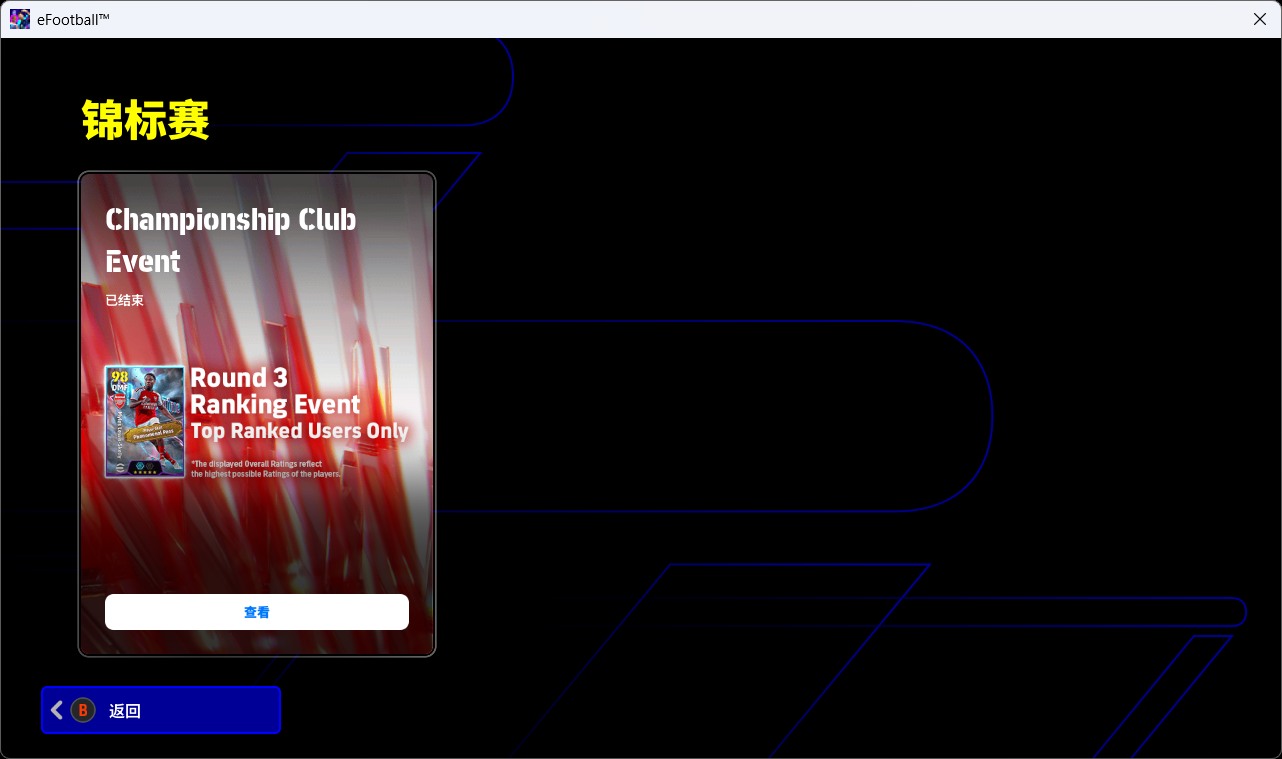 eFootball™
锦标赛
Championship Club
Event
已结束
98
DMF
Round 3
Ranking Event
Top Ranked Users Only
*The displayed Overall Ratings reflect
the highest possible Ratings of the players.
查看
B 返回